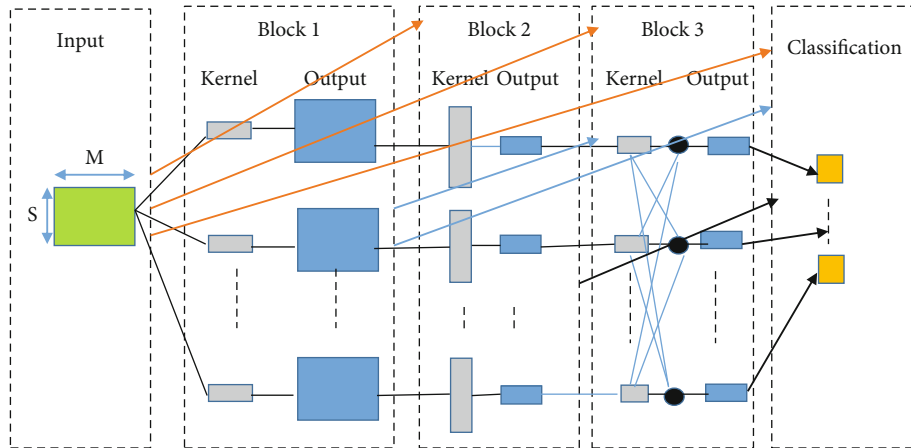 Input
Block 1
Block 2
Block 3
Classification
Kernel
Output
Kernel
Output
Kernel
Output
M
S